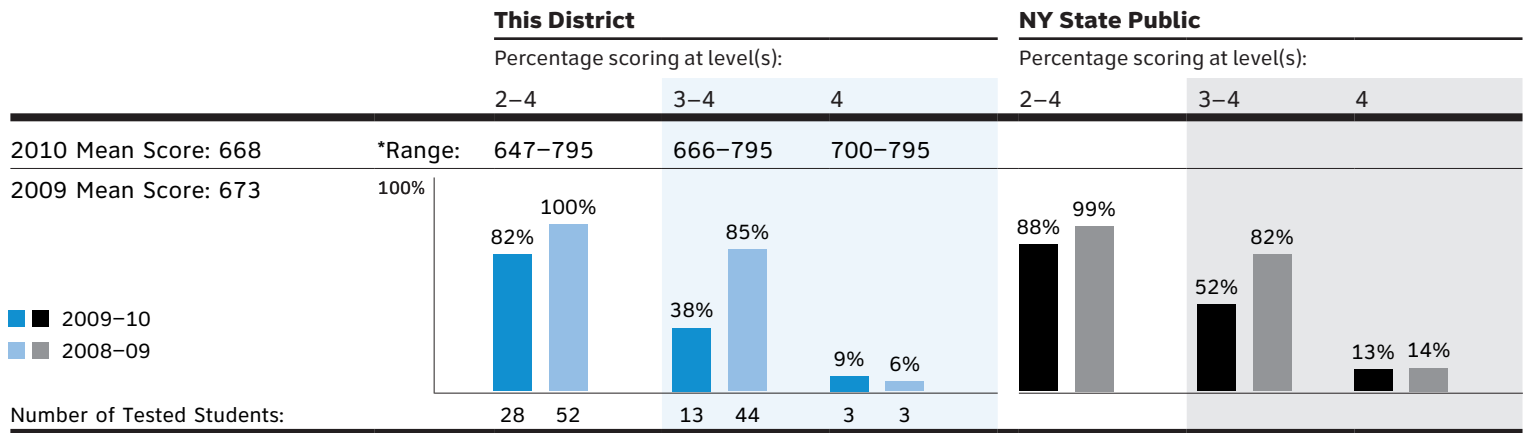 This District NY State Public
Percentage scoring at level(s): Percentage scoring at level(s):
2–4 3–4 4 2–4 3–4 4
2010 Mean Score: 668 *Range: 647–795 666–795 700–795
2009 Mean Score: 673 100%
82% 100% 38% 85% 9% 6% 88% 99% 52% 82% 13% 14%
2009–10
2008–09
Number of Tested Students: 28 52 13 44 3 3